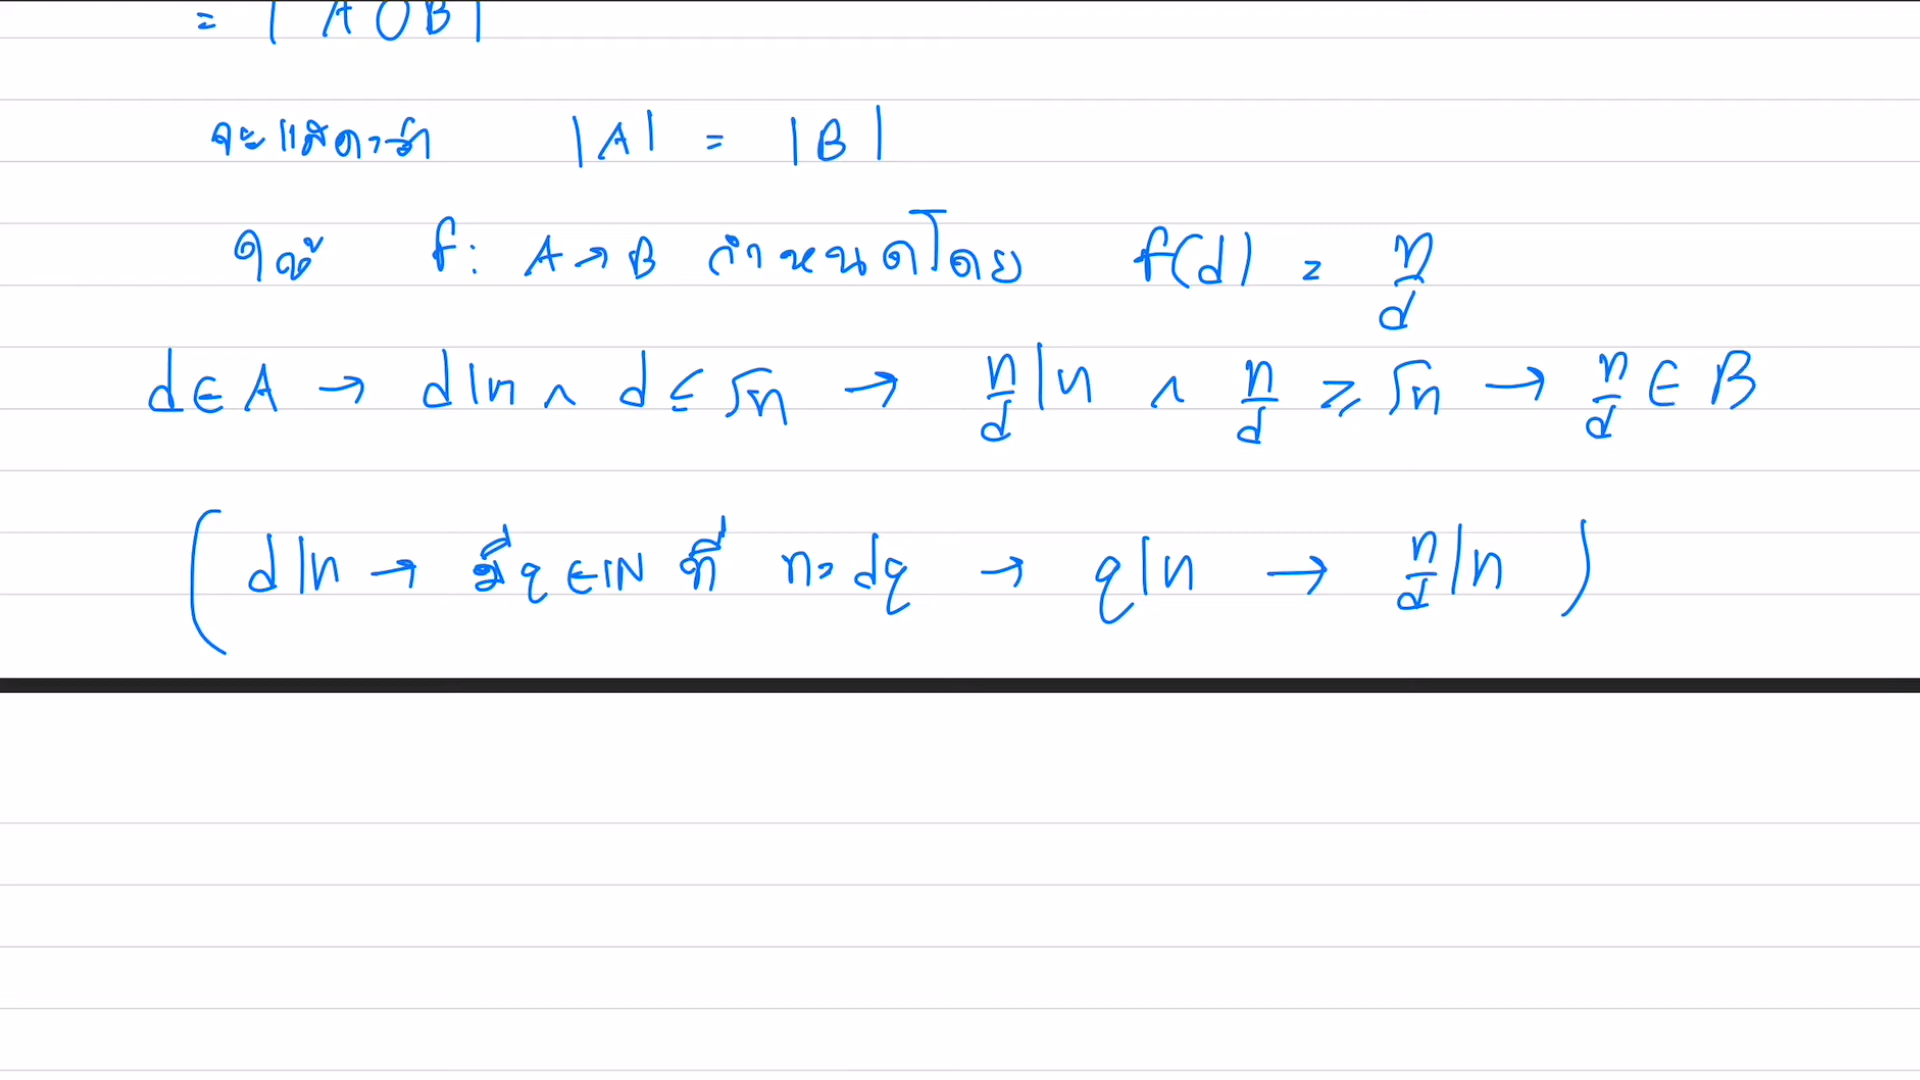 = | A ∪ B |
จะแสดงว่า |A| = |B|
ให้ f: A → B กำหนดโดย f(d) = n/d
d ∈ A → d|n ∧ d ≤ √n → n/d | n ∧ n/d ≥ √n → n/d ∈ B
( d|n → มี q ∈ ℕ ที่ n = dq → q|n → n/d | n )